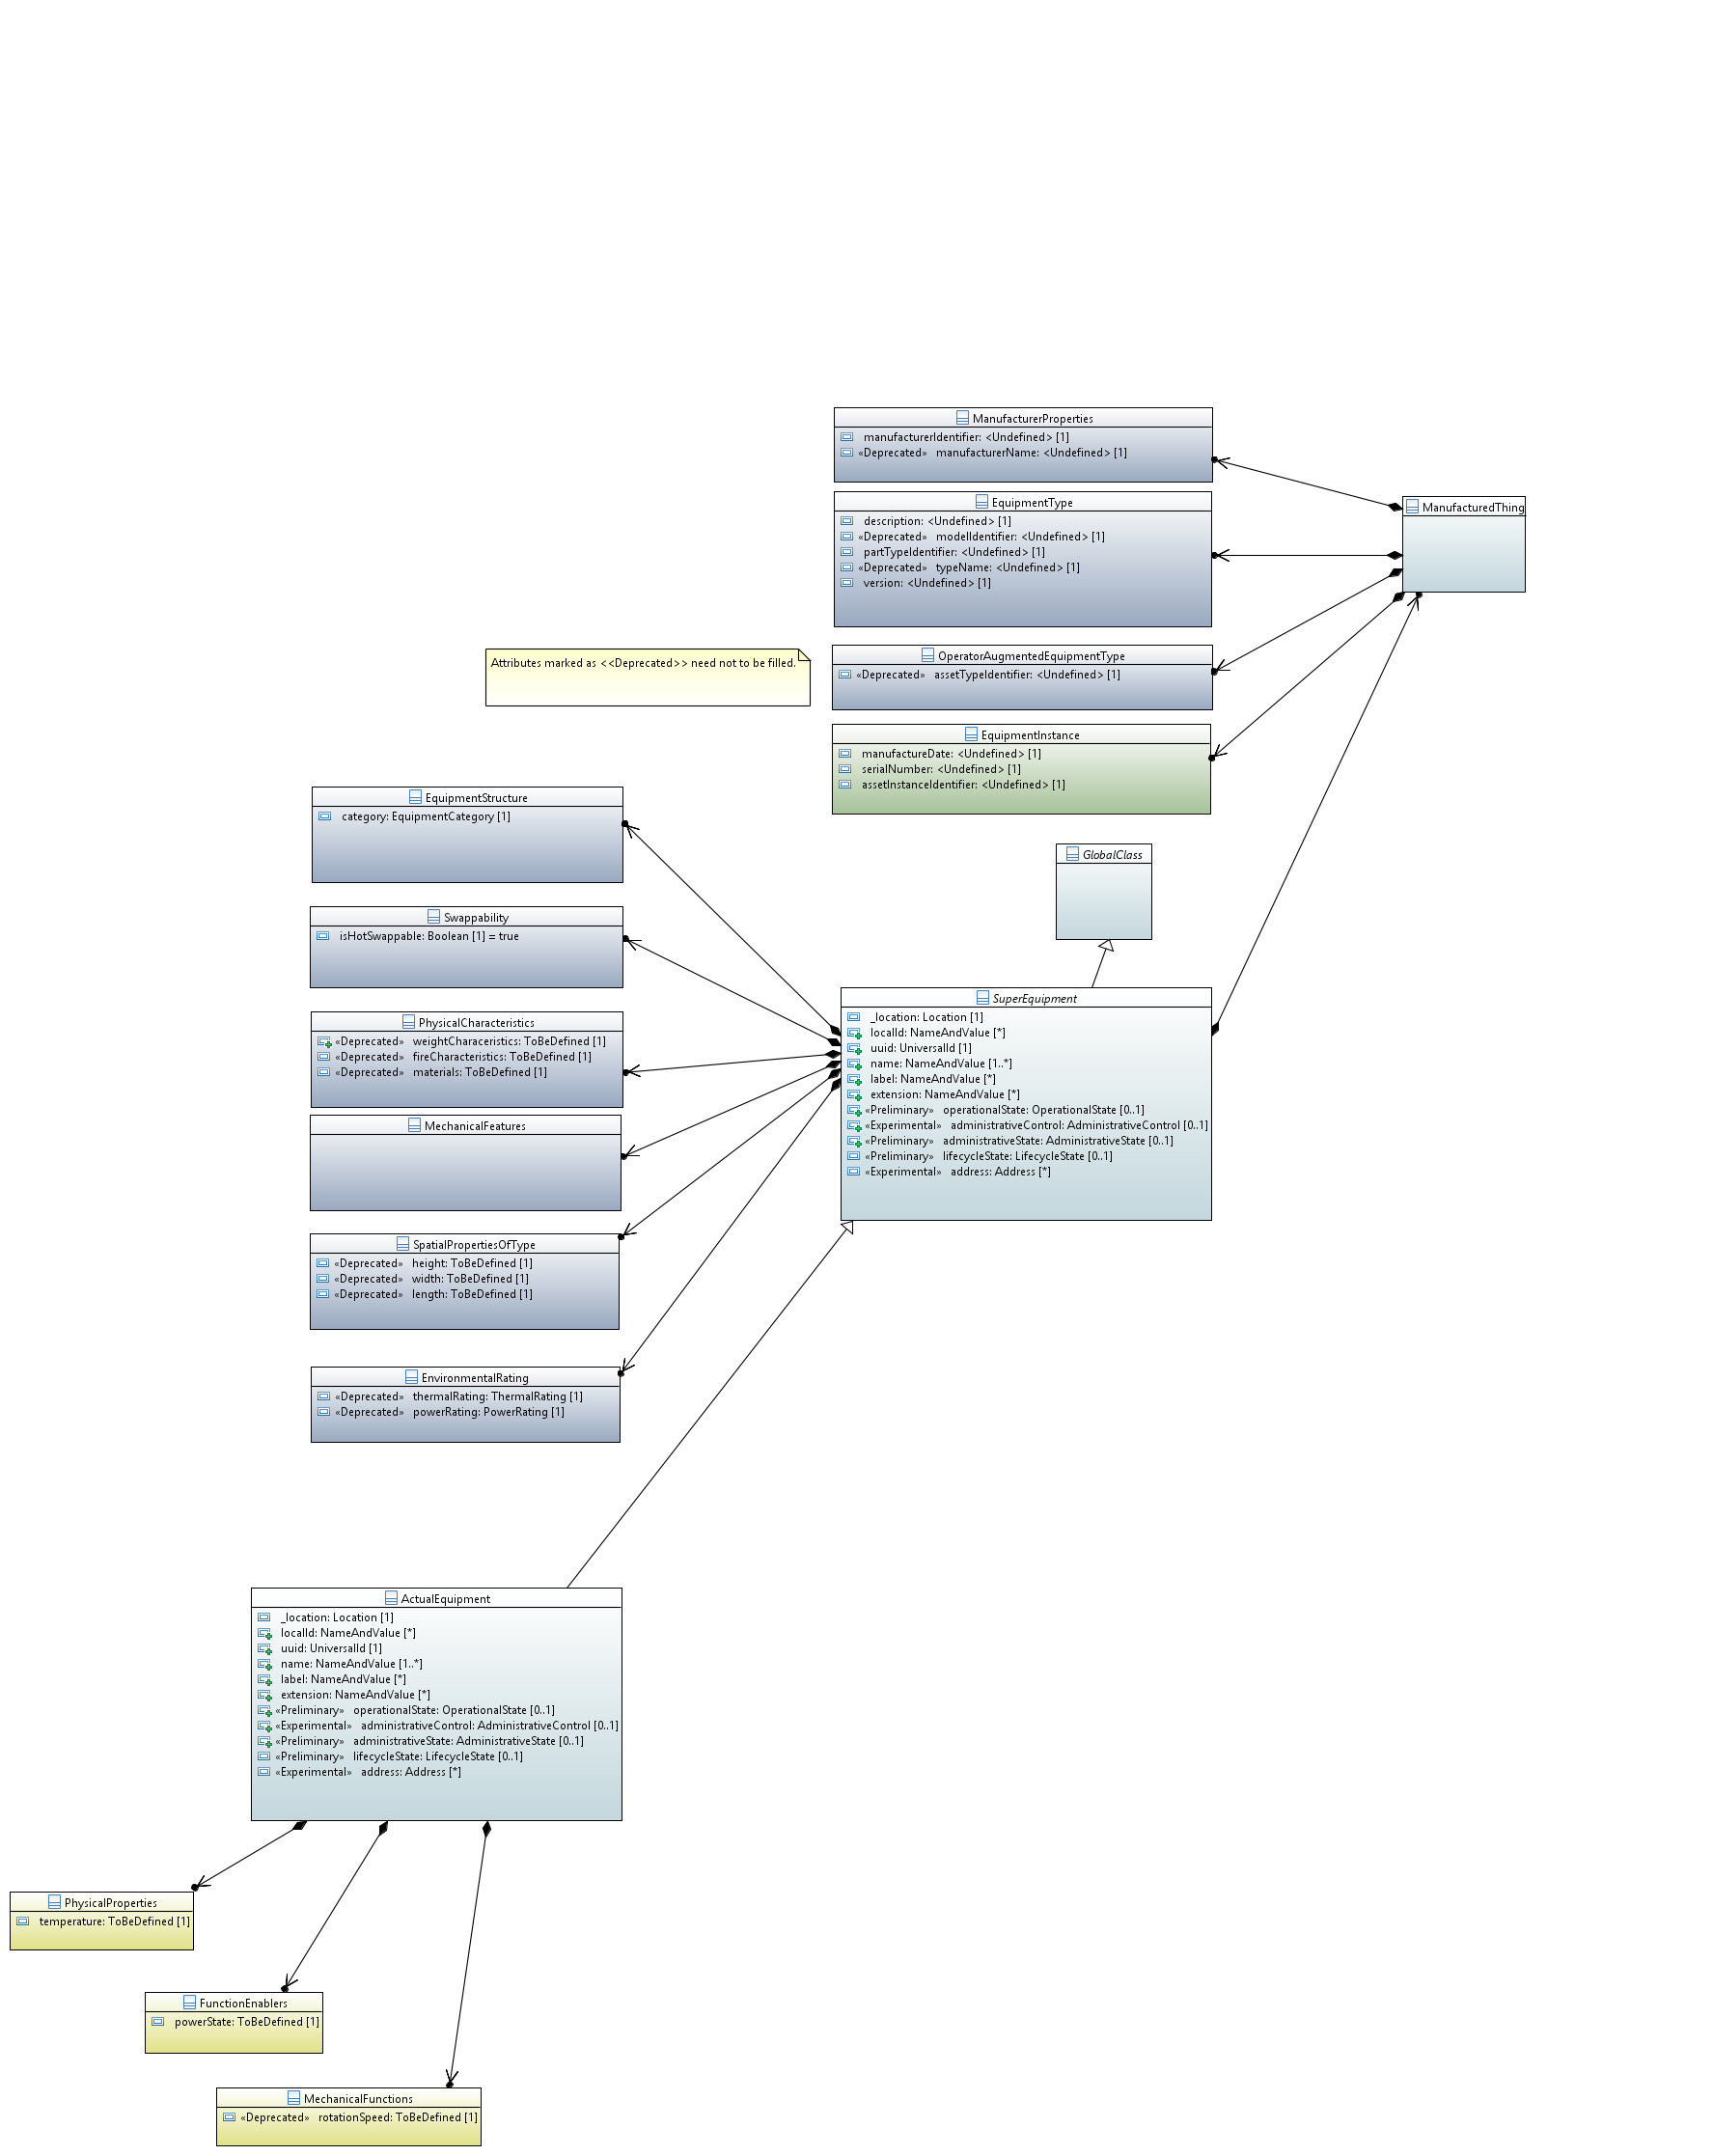 ManufacturerProperties
manufacturerIdentifier: <Undefined> [1]
«Deprecated» manufacturerName: <Undefined> [1]
EquipmentType
description: <Undefined> [1]
«Deprecated» modelIdentifier: <Undefined> [1]
partTypeIdentifier: <Undefined> [1]
«Deprecated» typeName: <Undefined> [1]
version: <Undefined> [1]
ManufacturedThing
Attributes marked as <<Deprecated>> need not to be filled.
OperatorAugmentedEquipmentType
«Deprecated» assetTypeIdentifier: <Undefined> [1]
EquipmentInstance
manufactureDate: <Undefined> [1]
serialNumber: <Undefined> [1]
assetInstanceIdentifier: <Undefined> [1]
EquipmentStructure
category: EquipmentCategory [1]
GlobalClass
Swappability
isHotSwappable: Boolean [1] = true
PhysicalCharacteristics
«Deprecated» weightCharaceristics: ToBeDefined [1]
«Deprecated» fireCharacteristics: ToBeDefined [1]
«Deprecated» materials: ToBeDefined [1]
SuperEquipment
_location: Location [1]
localId: NameAndValue [*]
uuid: UniversalId [1]
name: NameAndValue [1..*]
label: NameAndValue [*]
extension: NameAndValue [*]
«Preliminary» operationalState: OperationalState [0..1]
«Experimental» administrativeControl: AdministrativeControl [0..1]
«Preliminary» administrativeState: AdministrativeState [0..1]
«Preliminary» lifecycleState: LifecycleState [0..1]
«Experimental» address: Address [*]
MechanicalFeatures
SpatialPropertiesOfType
«Deprecated» height: ToBeDefined [1]
«Deprecated» width: ToBeDefined [1]
«Deprecated» length: ToBeDefined [1]
EnvironmentalRating
«Deprecated» thermalRating: ThermalRating [1]
«Deprecated» powerRating: PowerRating [1]
ActualEquipment
_location: Location [1]
localId: NameAndValue [*]
uuid: UniversalId [1]
name: NameAndValue [1..*]
label: NameAndValue [*]
extension: NameAndValue [*]
«Preliminary» operationalState: OperationalState [0..1]
«Experimental» administrativeControl: AdministrativeControl [0..1]
«Preliminary» administrativeState: AdministrativeState [0..1]
«Preliminary» lifecycleState: LifecycleState [0..1]
«Experimental» address: Address [*]
PhysicalProperties
temperature: ToBeDefined [1]
FunctionEnablers
powerState: ToBeDefined [1]
MechanicalFunctions
«Deprecated» rotationSpeed: ToBeDefined [1]